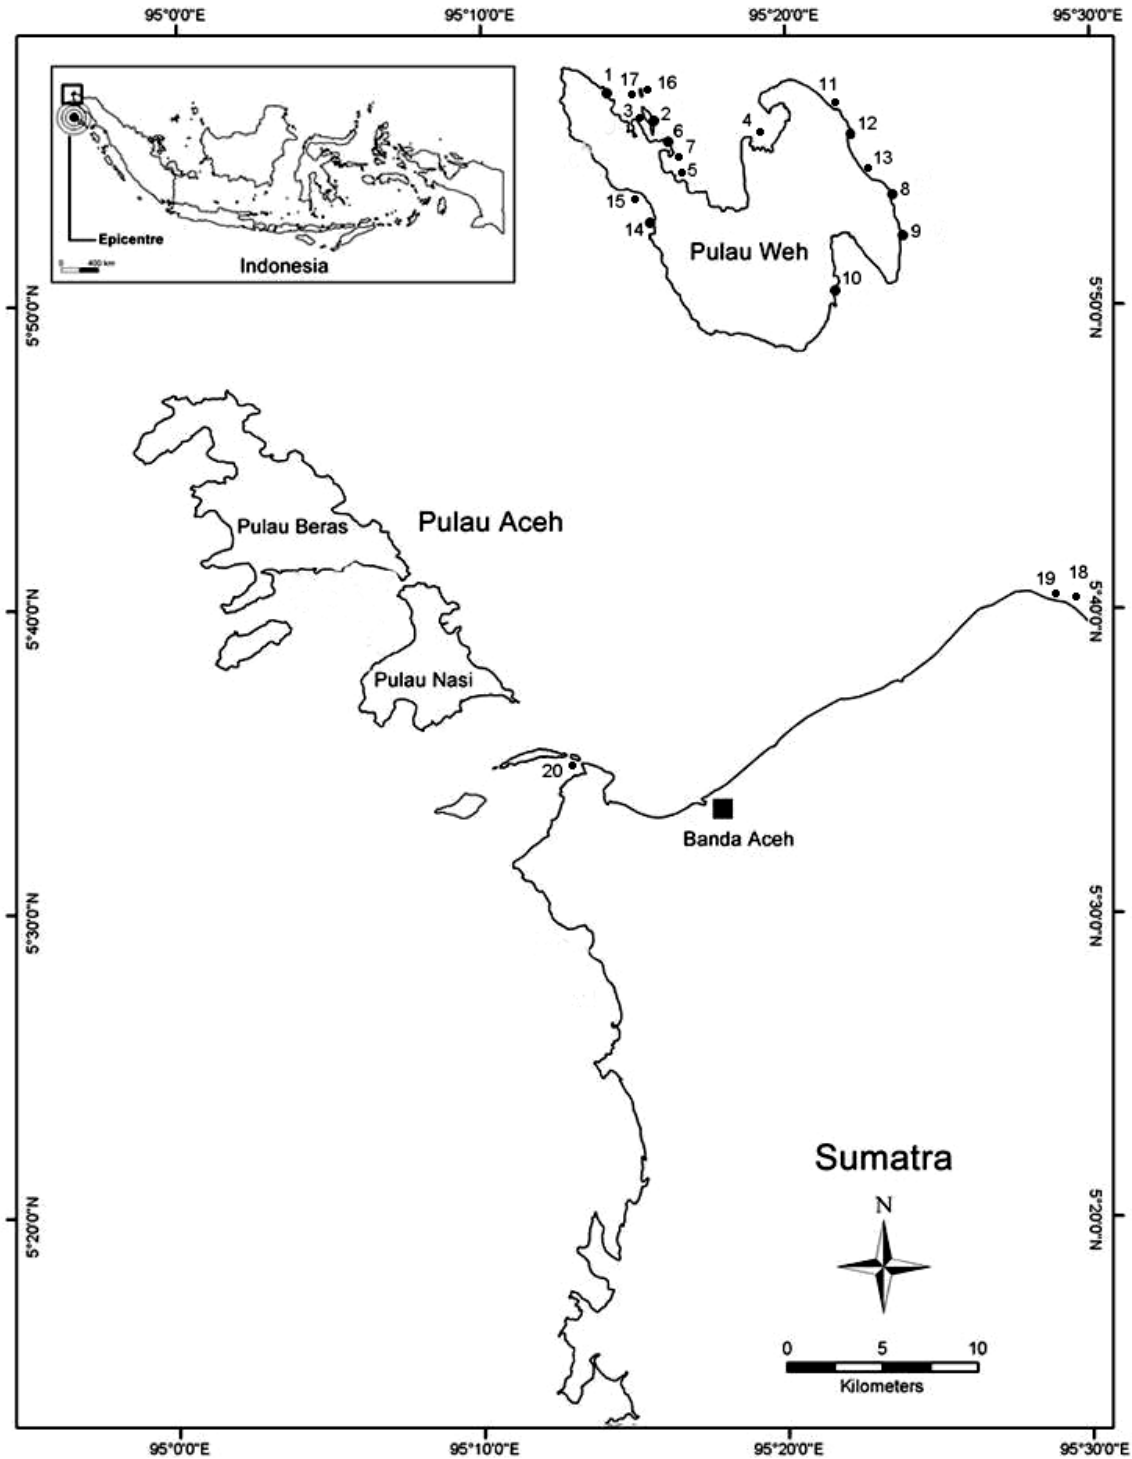 95°0'0"E 95°10'0"E 95°20'0"E 95°30'0"E
Epicentre
0 400 km
Indonesia
1 17 16
3 2
6
7
5
4
11
12
13
8
9
15
14
Pulau Weh
10
5°50'0"N 5°50'0"N
Pulau Beras
Pulau Aceh
19 18
5°40'0"N 5°40'0"N
Pulau Nasi
20
Banda Aceh
5°30'0"N 5°30'0"N
Sumatra
N
5°20'0"N 5°20'0"N
0 5 10
Kilometers
95°0'0"E 95°10'0"E 95°20'0"E 95°30'0"E